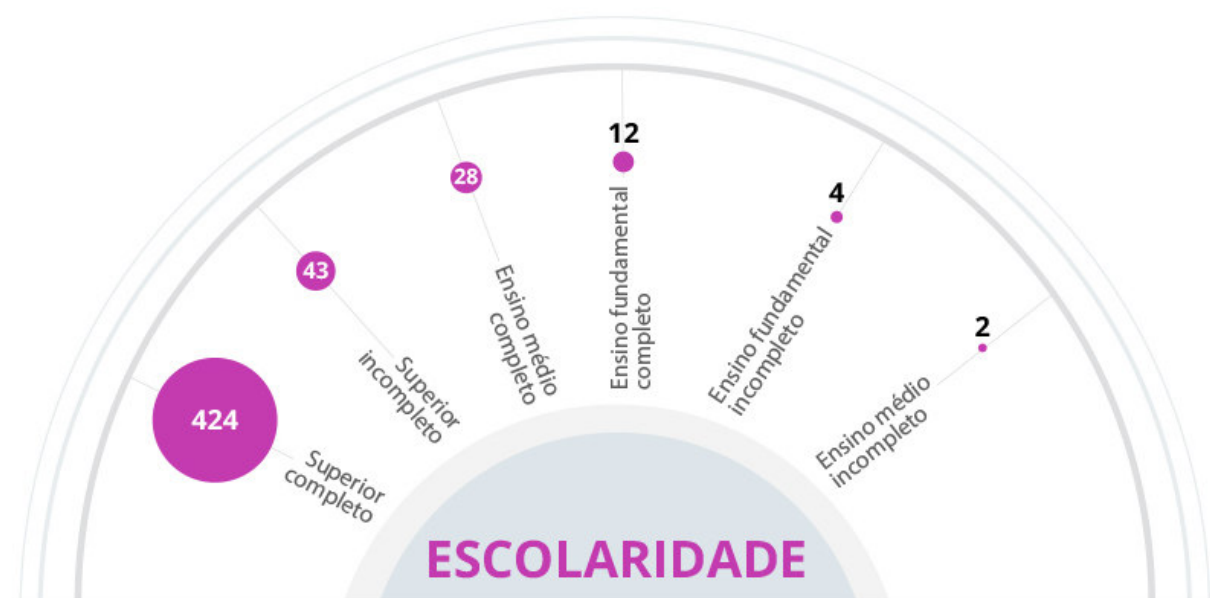 424
Superior
completo
43
Superior
incompleto
28
Ensino médio
completo
12
Ensino fundamental
completo
4
Ensino fundamental
incompleto
2
Ensino médio
incompleto
ESCOLARIDADE